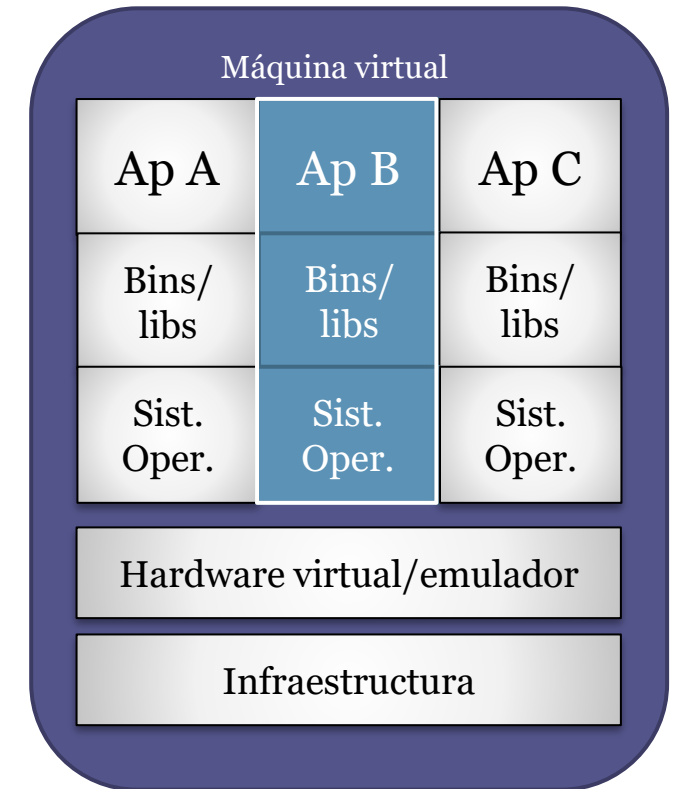 Máquina virtual
Ap A
Ap B
Ap C
Bins/
libs
Bins/
libs
Bins/
libs
Sist.
Oper.
Sist.
Oper.
Sist.
Oper.
Hardware virtual/emulador
Infraestructura